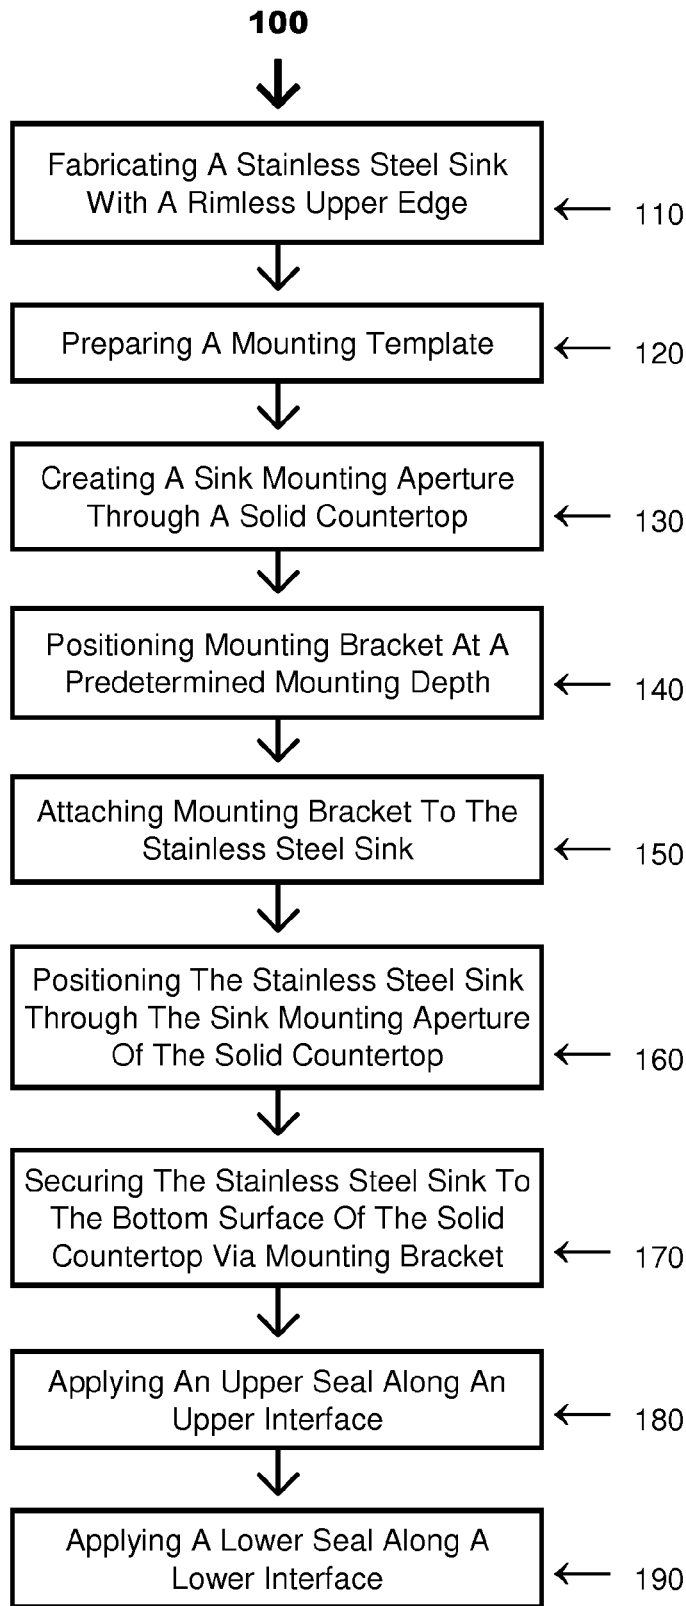 100
Fabricating A Stainless Steel Sink
With A Rimless Upper Edge
110
Preparing A Mounting Template
120
Creating A Sink Mounting Aperture
Through A Solid Countertop
130
Positioning Mounting Bracket At A
Predetermined Mounting Depth
140
Attaching Mounting Bracket To The
Stainless Steel Sink
150
Positioning The Stainless Steel Sink
Through The Sink Mounting Aperture
Of The Solid Countertop
160
Securing The Stainless Steel Sink To
The Bottom Surface Of The Solid
Countertop Via Mounting Bracket
170
Applying An Upper Seal Along An
Upper Interface
180
Applying A Lower Seal Along A
Lower Interface
190